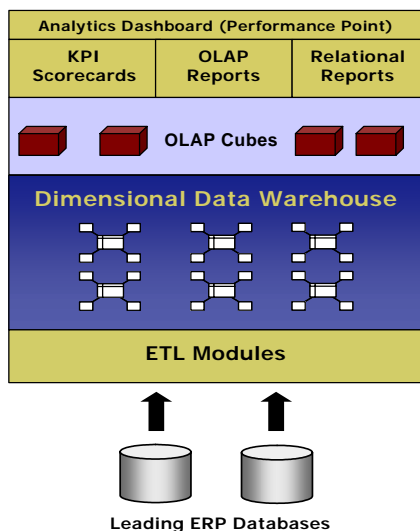 Analytics Dashboard (Performance Point)
KPI
Scorecards
OLAP
Reports
Relational
Reports
OLAP Cubes
Dimensional Data Warehouse
ETL Modules
Leading ERP Databases